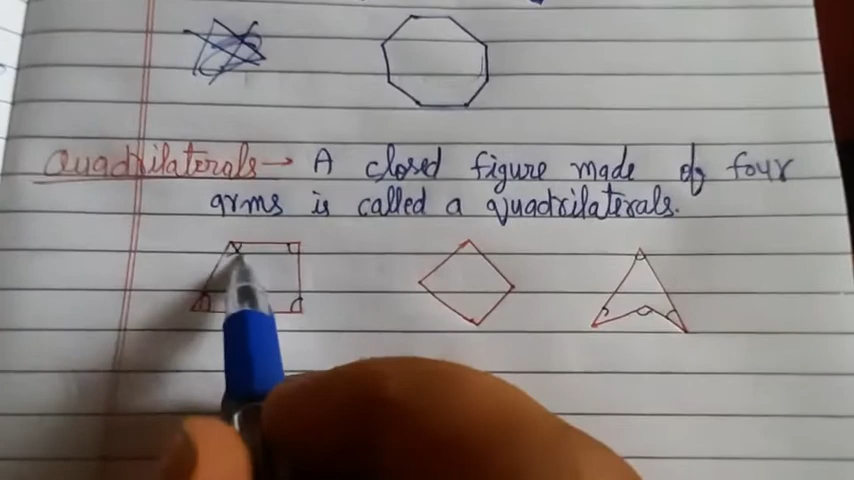 Quadrilaterals → A closed figure made of four
arms is called a quadrilaterals.